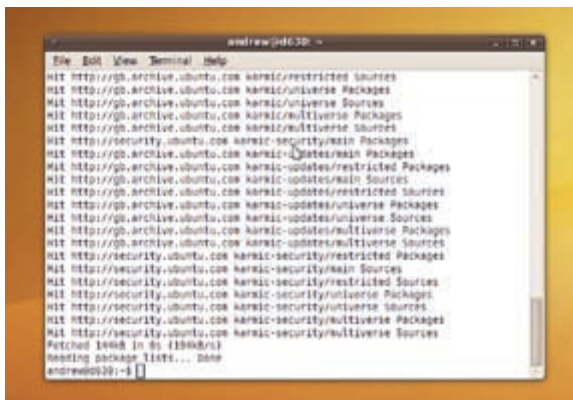 andrew@d630: ~
File Edit View Terminal Help
Hit http://gb.archive.ubuntu.com karmic/restricted Sources
Hit http://gb.archive.ubuntu.com karmic/universe Packages
Hit http://gb.archive.ubuntu.com karmic/universe Sources
Hit http://gb.archive.ubuntu.com karmic/multiverse Packages
Hit http://gb.archive.ubuntu.com karmic/multiverse Sources
Hit http://security.ubuntu.com karmic-security/main Packages
Hit http://gb.archive.ubuntu.com karmic-updates/main Packages
Hit http://gb.archive.ubuntu.com karmic-updates/restricted Packages
Hit http://gb.archive.ubuntu.com karmic-updates/main Sources
Hit http://gb.archive.ubuntu.com karmic-updates/restricted Sources
Hit http://gb.archive.ubuntu.com karmic-updates/universe Packages
Hit http://gb.archive.ubuntu.com karmic-updates/universe Sources
Hit http://gb.archive.ubuntu.com karmic-updates/multiverse Packages
Hit http://gb.archive.ubuntu.com karmic-updates/multiverse Sources
Hit http://security.ubuntu.com karmic-security/restricted Packages
Hit http://security.ubuntu.com karmic-security/main Sources
Hit http://security.ubuntu.com karmic-security/restricted Sources
Hit http://security.ubuntu.com karmic-security/universe Packages
Hit http://security.ubuntu.com karmic-security/universe Sources
Hit http://security.ubuntu.com karmic-security/multiverse Packages
Hit http://security.ubuntu.com karmic-security/multiverse Sources
Fetched in
Reading package lists... Done
andrew@d630:~$